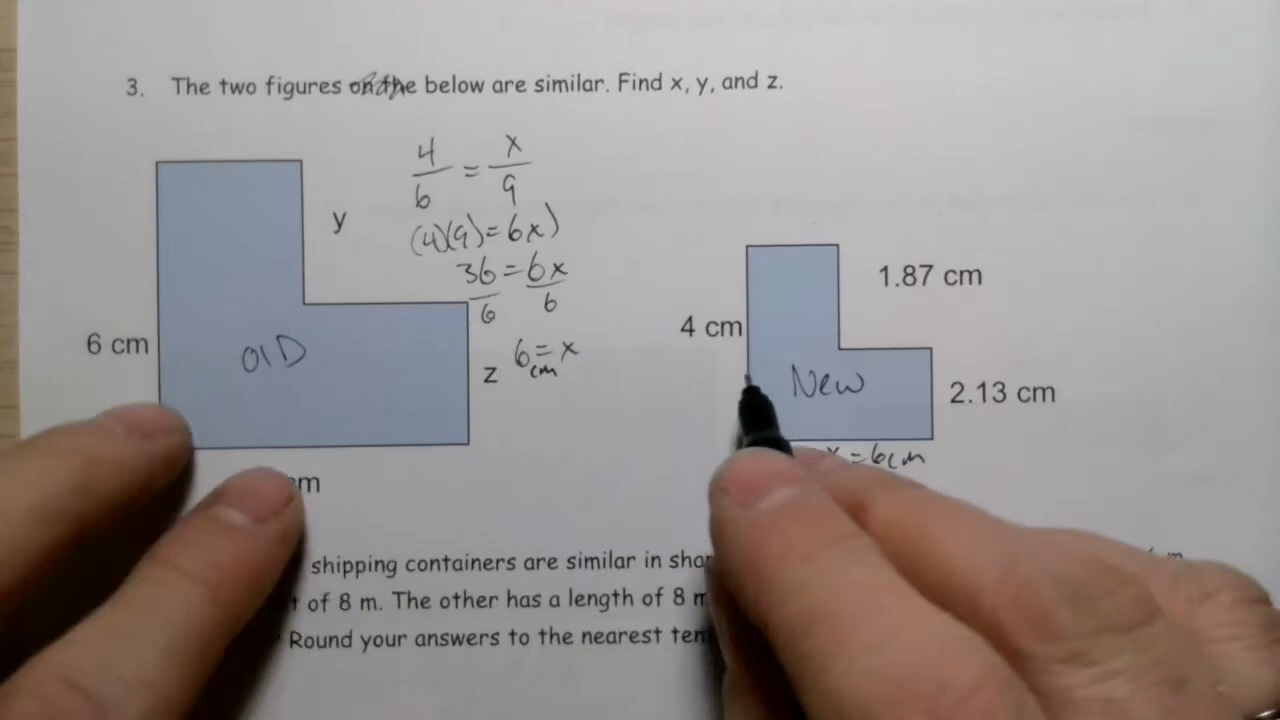 3. The two figures on the below are similar. Find x, y, and z.
4/6 = x/9
(4)(9) = 6x)
36/6 = 6x/6
6 = x
cm
y
6 cm
OlD
z
cm
1.87 cm
4 cm
New
2.13 cm
x = 6cm
shipping containers are similar in
of 8 m. The other has a length of 8
Round your answers to the nearest